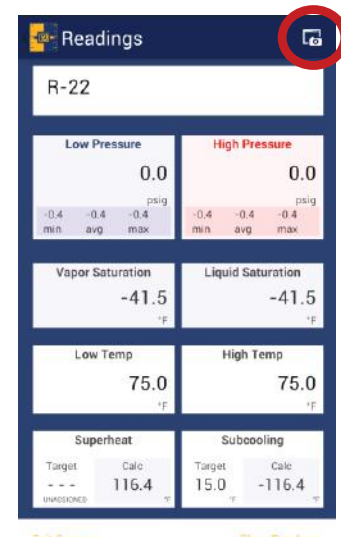 Readings
R-22
Low Pressure High Pressure
0.0 0.0
psig psig
-0.4 -0.4 -0.4 -0.4 -0.4 -0.4
min avg max min avg max
Vapor Saturation Liquid Saturation
-41.5 -41.5
°F °F
Low Temp High Temp
75.0 75.0
°F °F
Superheat Subcooling
Target Calc Target Calc
- - - 116.4 15.0 -116.4
UNASSIGNED °F °F °F